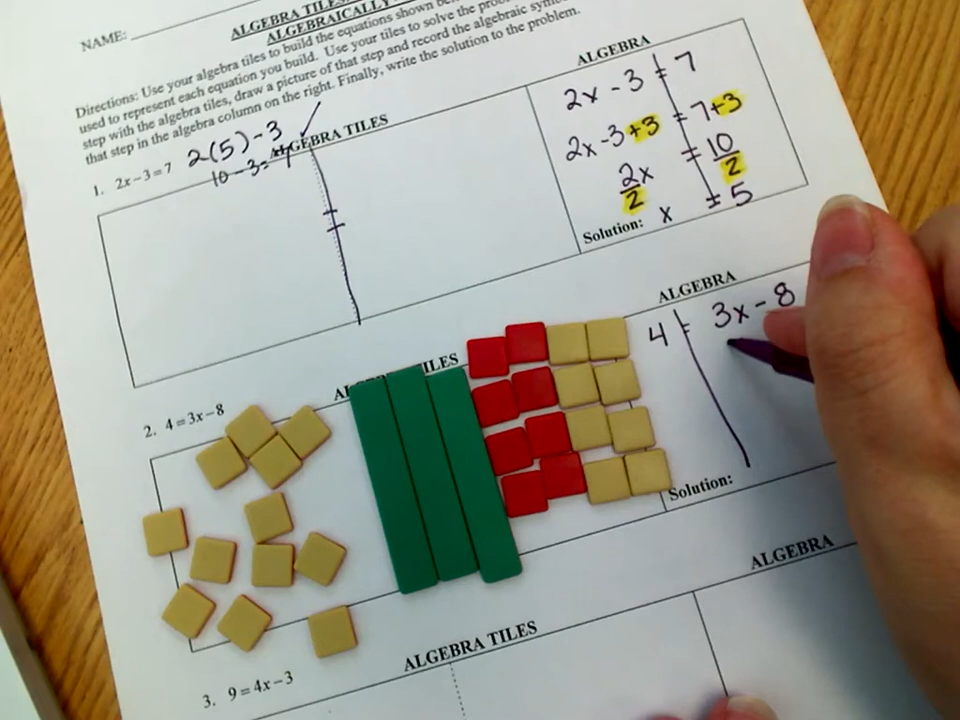 NAME:
ALGEBRA TILES
ALGEBRAICALLY
Directions: Use your algebra tiles to build the equations shown
used to represent each equation you build. Use your tiles to solve the
step with the algebra tiles, draw a picture of that step and record the algebraic
that step in the algebra column on the right. Finally, write the solution to the problem.
1. 2x – 3 = 7
2(5) - 3
10 - 3 = 7
ALGEBRA TILES
ALGEBRA
2x - 3 = 7
2x - 3 + 3 = 7 + 3
2x = 10
2 2
x = 5
Solution:
2. 4 = 3x – 8
TILES
ALGEBRA
4 = 3x - 8
Solution:
3. 9 = 4x – 3
ALGEBRA TILES
ALGEBRA